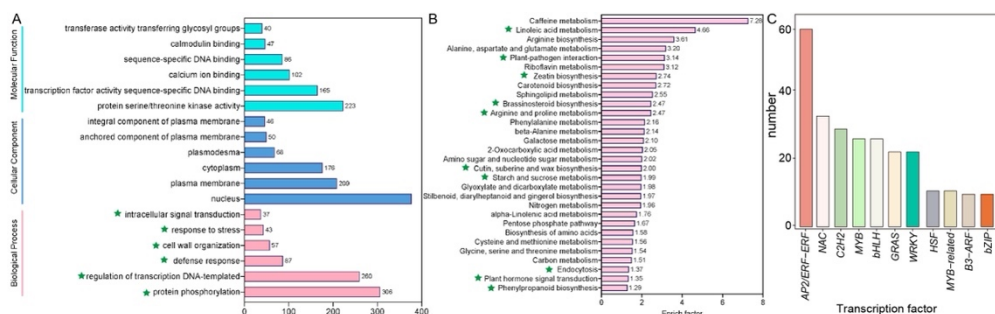 A
Molecular Function
transferase activity transferring glycosyl groups 40
calmodulin binding 47
sequence-specific DNA binding 86
calcium ion binding 102
transcription factor activity sequence-specific DNA binding 165
protein serine/threonine kinase activity 223
Cellular Component
integral component of plasma membrane 46
anchored component of plasma membrane 50
plasmodesma 68
cytoplasm 176
plasma membrane 209
nucleus
Biological Process
intracellular signal transduction 37
response to stress 43
cell wall organization 57
defense response 87
regulation of transcription DNA-templated 260
protein phosphorylation 306
0 100 200 300 400
B
Caffeine metabolism 7.28
Linoleic acid metabolism 4.66
Arginine biosynthesis 3.61
Alanine, aspartate and glutamate metabolism 3.20
Plant-pathogen interaction 3.14
Riboflavin metabolism 3.12
Zeatin biosynthesis 2.74
Carotenoid biosynthesis 2.72
Sphingolipid metabolism 2.55
Brassinosteroid biosynthesis 2.47
Arginine and proline metabolism 2.47
Phenylalanine metabolism 2.16
beta-Alanine metabolism 2.14
Galactose metabolism 2.10
2-Oxocarboxylic acid metabolism 2.05
Amino sugar and nucleotide sugar metabolism 2.02
Cutin, suberine and wax biosynthesis 2.00
Starch and sucrose metabolism 1.99
Glyoxylate and dicarboxylate metabolism 1.98
Stilbenoid, diarylheptanoid and gingerol biosynthesis 1.97
Nitrogen metabolism 1.96
alpha-Linolenic acid metabolism 1.76
Pentose phosphate pathway 1.67
Biosynthesis of amino acids 1.58
Cysteine and methionine metabolism 1.56
Glycine, serine and threonine metabolism 1.54
Carbon metabolism 1.51
Endocytosis 1.37
Plant hormone signal transduction 1.35
Phenylpropanoid biosynthesis 1.29
0 2 4 6 8
Enrich factor
C
number
60
40
20
0
AP2/ERF-ERF
NAC
C2H2
MYB
bHLH
GRAS
WRKY
HSF
MYB-related
B3-ARF
bZIP
Transcription factor